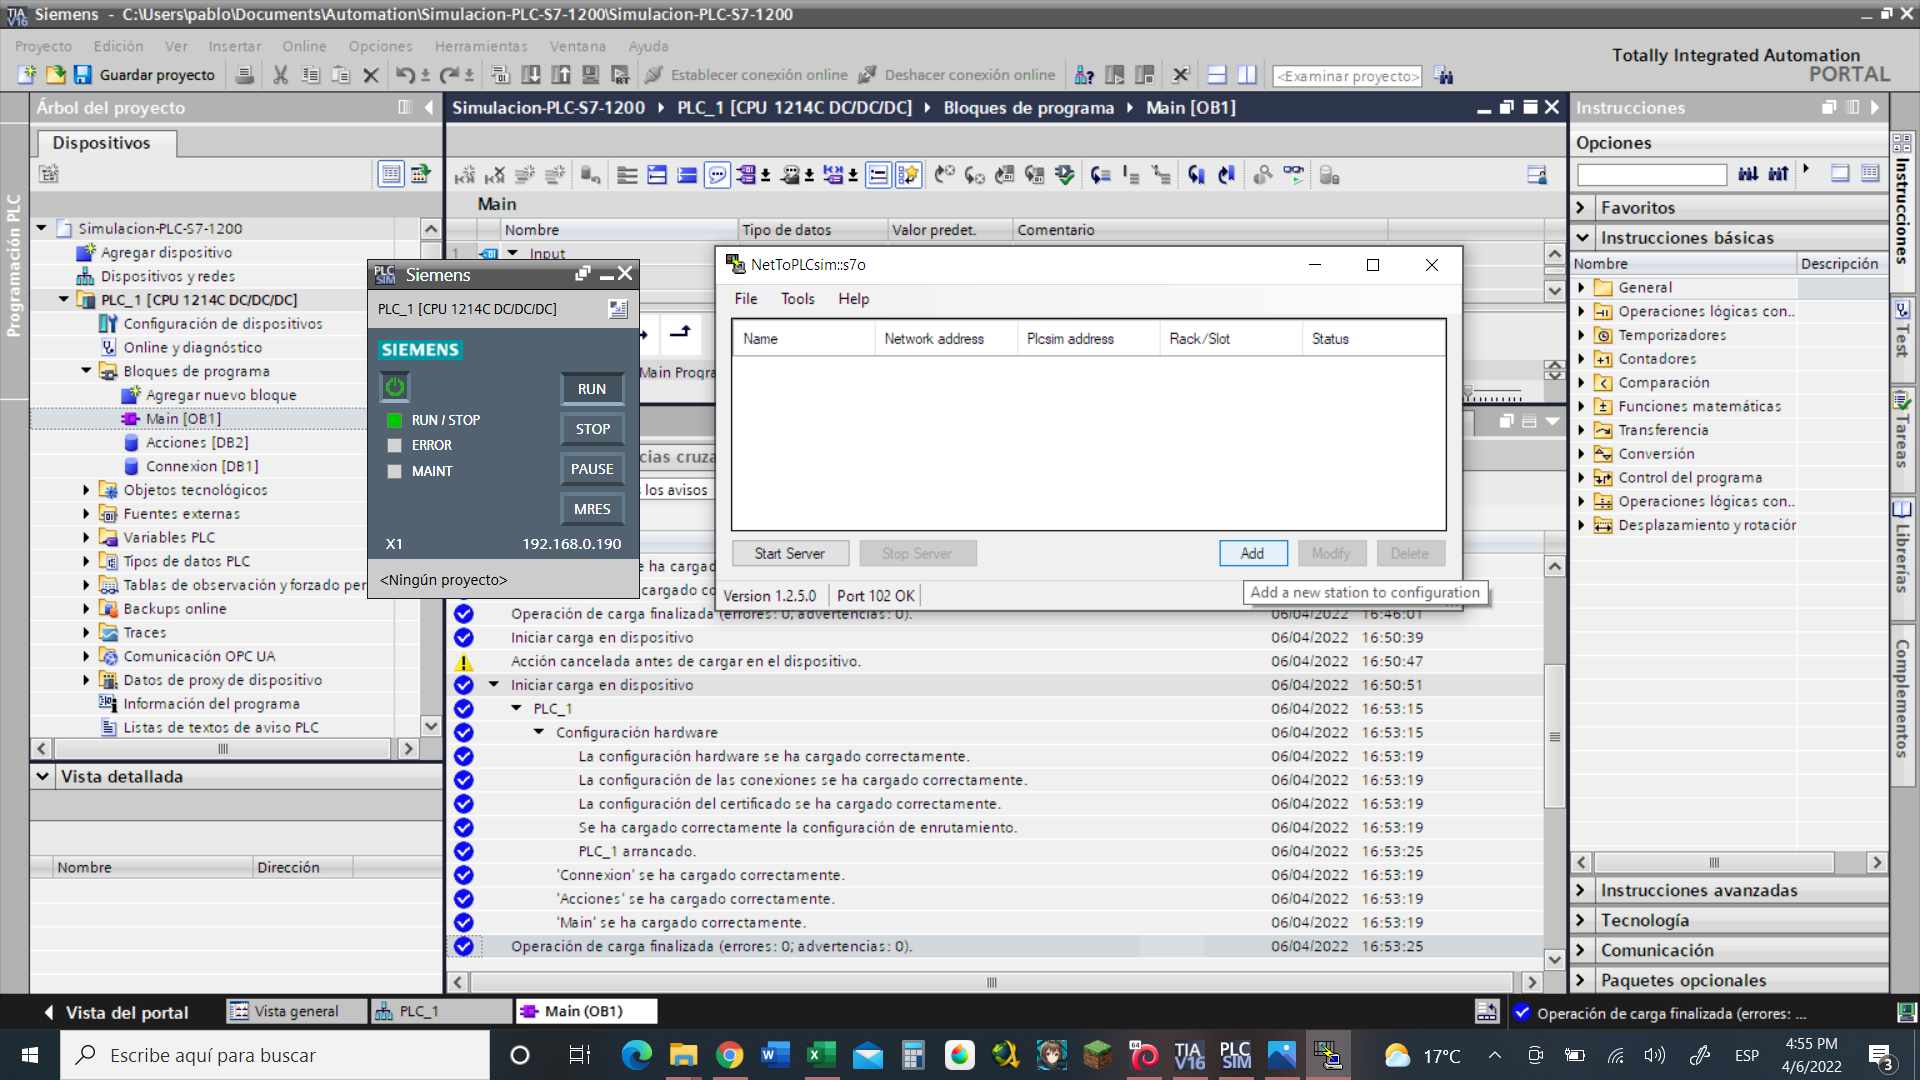 Siemens - C:\Users\pablo\Documents\Automation\Simulacion-PLC-S7-1200\Simulacion-PLC-S7-1200
Proyecto Edición Ver Insertar Online Opciones Herramientas Ventana Ayuda
Guardar proyecto
Establecer conexión online
Deshacer conexión online
<Examinar proyecto>
Totally Integrated Automation
PORTAL
Árbol del proyecto
Dispositivos
Programación PLC
Simulacion-PLC-S7-1200
Agregar dispositivo
Dispositivos y redes
PLC_1 [CPU 1214C DC/DC/DC]
Configuración de dispositivos
Online y diagnóstico
Bloques de programa
Agregar nuevo bloque
Main [OB1]
Acciones [DB2]
Connexion [DB1]
Objetos tecnológicos
Fuentes externas
Variables PLC
Tipos de datos PLC
Tablas de observación y forzado per
Backups online
Traces
Comunicación OPC UA
Datos de proxy de dispositivo
Información del programa
Listas de textos de aviso PLC
Vista detallada
Nombre Dirección
Simulacion-PLC-S7-1200 PLC_1 [CPU 1214C DC/DC/DC] Bloques de programa Main [OB1]
Main
Nombre Tipo de datos Valor predet. Comentario
1 Input
Main Progra
cias cruza
los avisos
PLC SIM Siemens
PLC_1 [CPU 1214C DC/DC/DC]
SIEMENS
RUN
RUN / STOP
STOP
ERROR
PAUSE
MAINT
MRES
X1 192.168.0.190
<Ningún proyecto>
NetToPLCsim::s7o
File Tools Help
Name Network address Plcsim address Rack/Slot Status
Start Server Stop Server Add Modify Delete
Version 1.2.5.0 Port 102 OK
Add a new station to configuration
e ha cargad
cargado co
Operación de carga finalizada (errores: 0; advertencias: 0). 06/04/2022 16:46:01
Iniciar carga en dispositivo 06/04/2022 16:50:39
Acción cancelada antes de cargar en el dispositivo. 06/04/2022 16:50:47
Iniciar carga en dispositivo 06/04/2022 16:50:51
PLC_1 06/04/2022 16:53:15
Configuración hardware 06/04/2022 16:53:15
La configuración hardware se ha cargado correctamente. 06/04/2022 16:53:19
La configuración de las conexiones se ha cargado correctamente. 06/04/2022 16:53:19
La configuración del certificado se ha cargado correctamente. 06/04/2022 16:53:19
Se ha cargado correctamente la configuración de enrutamiento. 06/04/2022 16:53:19
PLC_1 arrancado. 06/04/2022 16:53:25
'Connexion' se ha cargado correctamente. 06/04/2022 16:53:19
'Acciones' se ha cargado correctamente. 06/04/2022 16:53:19
'Main' se ha cargado correctamente. 06/04/2022 16:53:19
Operación de carga finalizada (errores: 0; advertencias: 0). 06/04/2022 16:53:25
Instrucciones
Opciones
Favoritos
Instrucciones básicas
Nombre Descripción
General
Operaciones lógicas con..
Temporizadores
Contadores
Comparación
Funciones matemáticas
Transferencia
Conversión
Control del programa
Operaciones lógicas con..
Desplazamiento y rotación
Instrucciones avanzadas
Tecnología
Comunicación
Paquetes opcionales
Instrucciones
Test
Tareas
Librerías
Complementos
Vista del portal Vista general PLC_1 Main (OB1) Operación de carga finalizada (errores: ...
Escribe aquí para buscar
TIA V16
PLC SIM
17°C
ESP
4:55 PM
4/6/2022
3